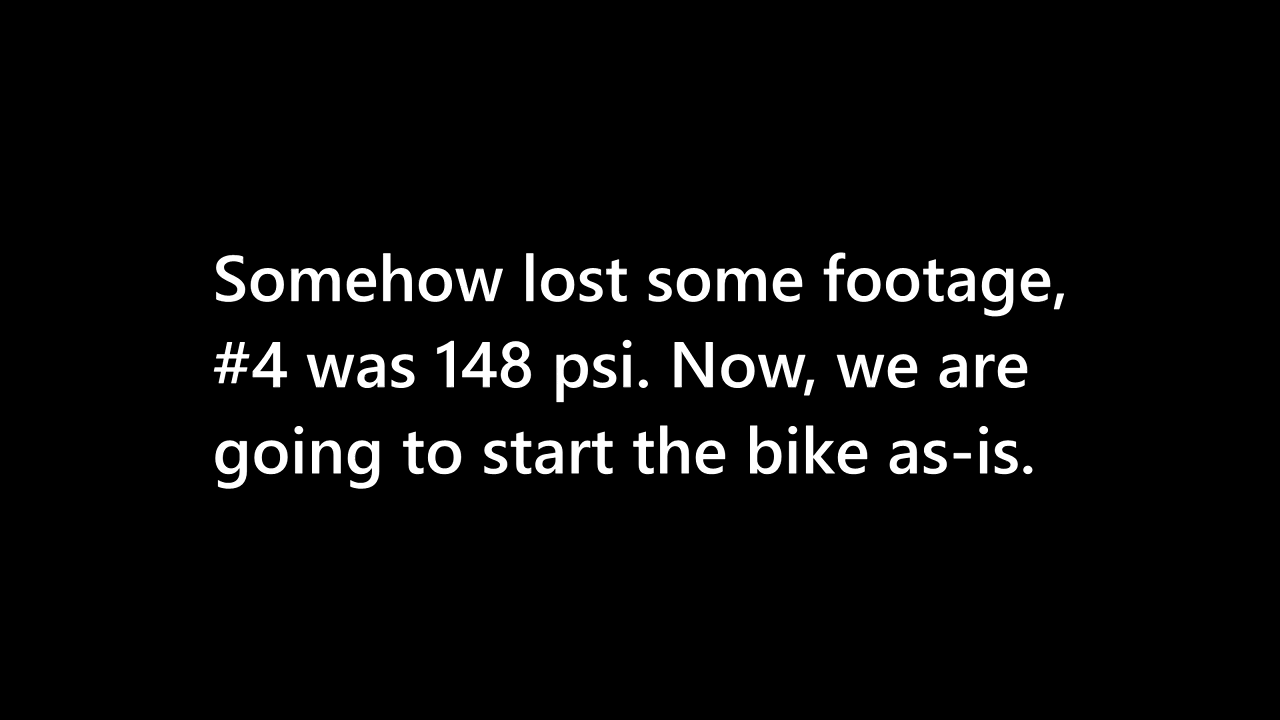 Somehow lost some footage,
#4 was 148 psi. Now, we are
going to start the bike as-is.